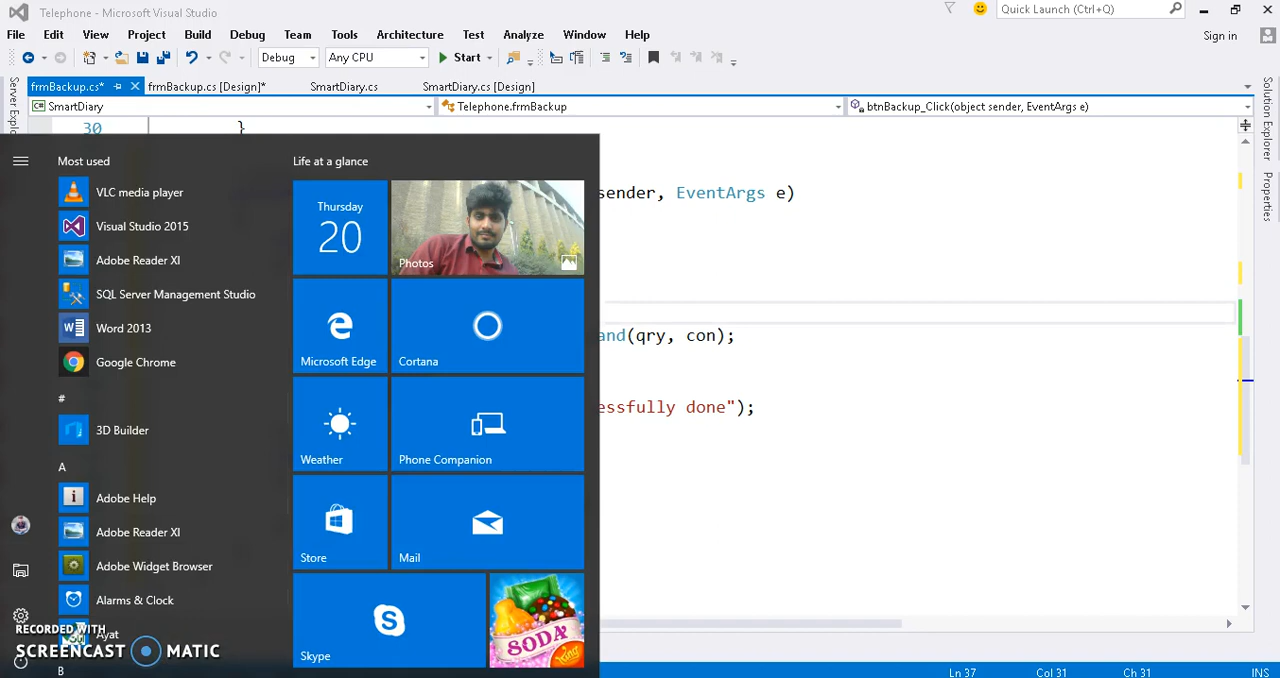 Telephone - Microsoft Visual Studio
Quick Launch (Ctrl+Q)
File Edit View Project Build Debug Team Tools Architecture Test Analyze Window Help
Sign in
Debug Any CPU Start
frmBackup.cs* frmBackup.cs [Design]* SmartDiary.cs SmartDiary.cs [Design]
SmartDiary Telephone.frmBackup btnBackup_Click(object sender, EventArgs e)
Solution Explorer
Properties
30 }
sender, EventArgs e)
and(qry, con);
essfully done");
Most used
VLC media player
Visual Studio 2015
Adobe Reader XI
SQL Server Management Studio
Word 2013
Google Chrome
#
3D Builder
A
Adobe Help
Adobe Reader XI
Adobe Widget Browser
Alarms & Clock
Ayat
B
Life at a glance
Thursday
20
Photos
Microsoft Edge
Cortana
Weather
Phone Companion
Store
Mail
Skype
SODA
King
RECORDED WITH
SCREENCAST MATIC
Ln 37 Col 31 Ch 31 INS